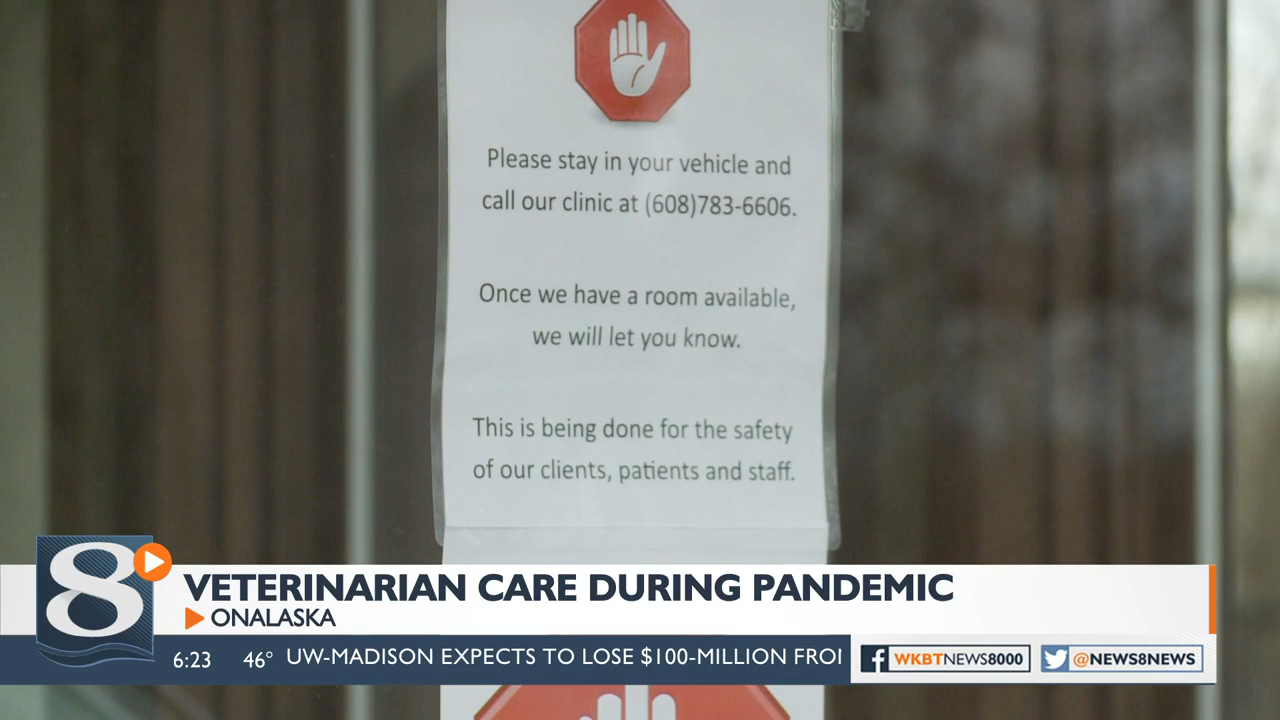 Please stay in your vehicle and
call our clinic at (608)783-6606.
Once we have a room available,
we will let you know.
This is being done for the safety
of our clients, patients and staff.
8
VETERINARIAN CARE DURING PANDEMIC
ONALASKA
6:23 46° UW-MADISON EXPECTS TO LOSE $100-MILLION
WKBTNEWS8000
@NEWS8NEWS